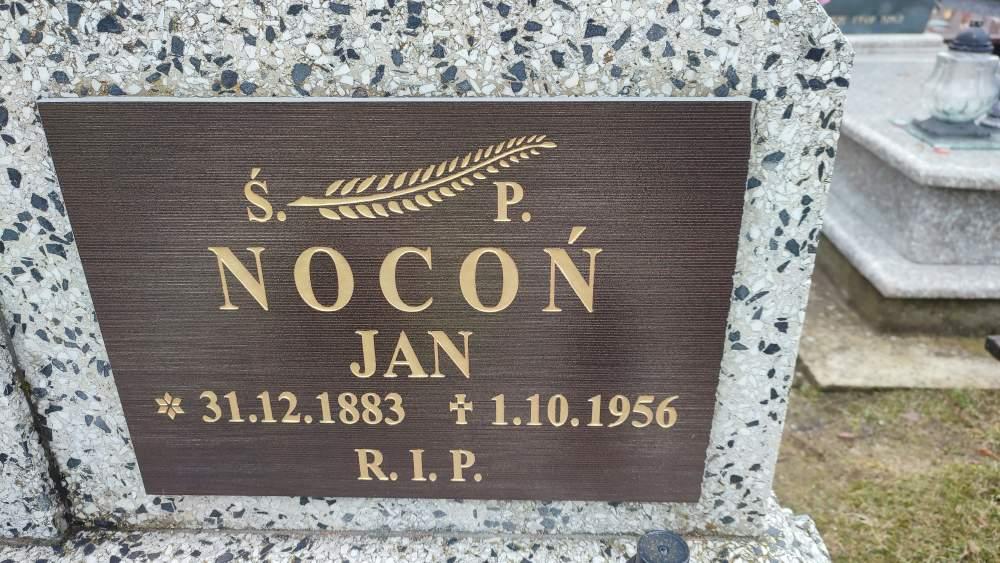 Ś. P.
NOCOŃ
JAN
31.12.1883 1.10.1956
R. I. P.